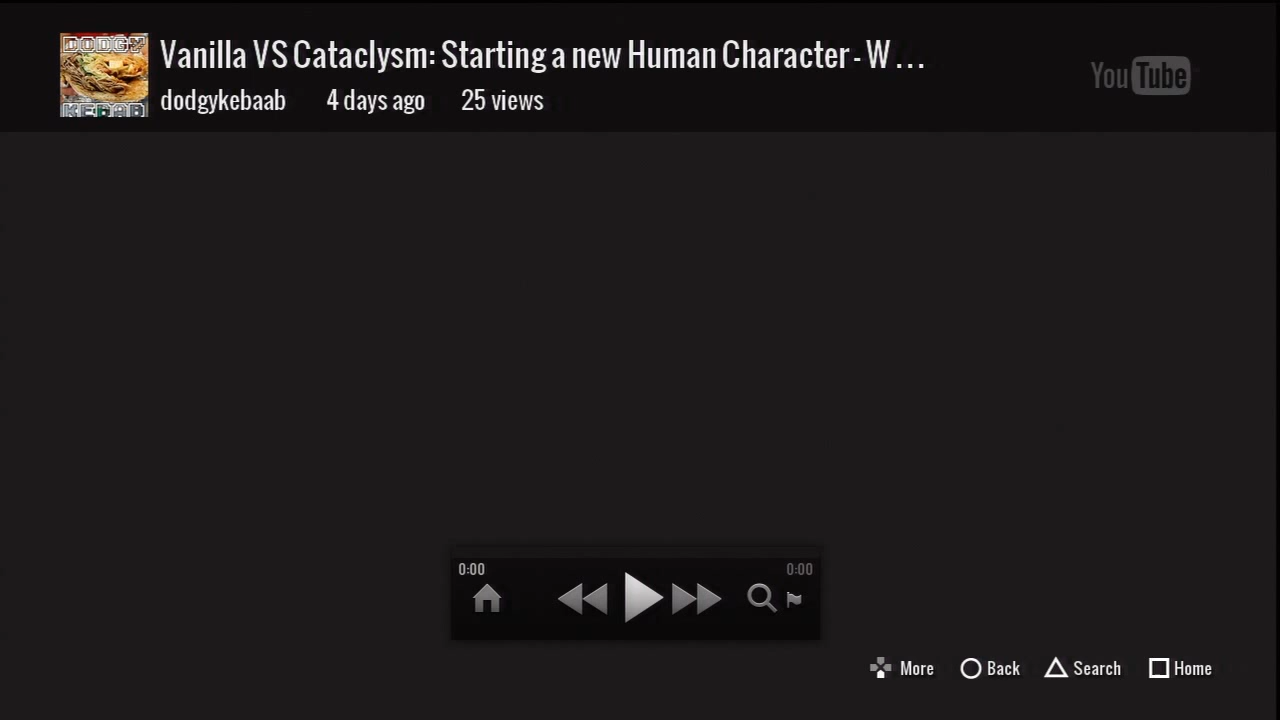 DODGY
KEBAB
Vanilla VS Cataclysm: Starting a new Human Character - W ...
dodgykebaab 4 days ago 25 views
YouTube
0:00 0:00
More Back Search Home